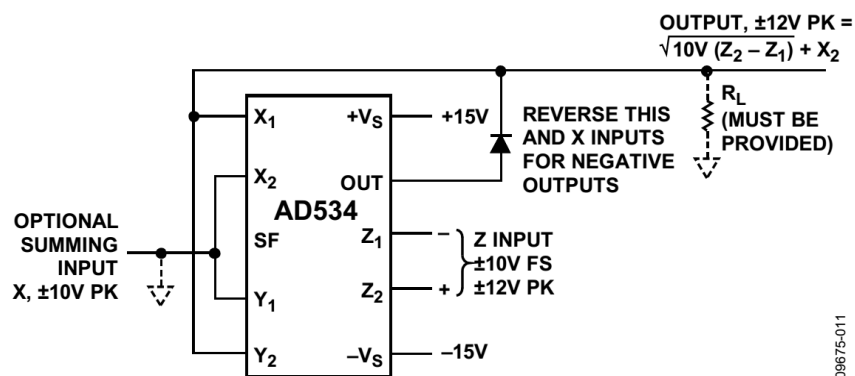 OUTPUT, ±12V PK =
√10V (Z2 – Z1) + X2
X1
+VS
+15V
REVERSE THIS
AND X INPUTS
FOR NEGATIVE
OUTPUTS
RL
(MUST BE
PROVIDED)
X2
OUT
AD534
OPTIONAL
SUMMING
INPUT
X, ±10V PK
SF
Z1
–
Z INPUT
±10V FS
±12V PK
Y1
Z2
+
Y2
–VS
–15V
09675-011